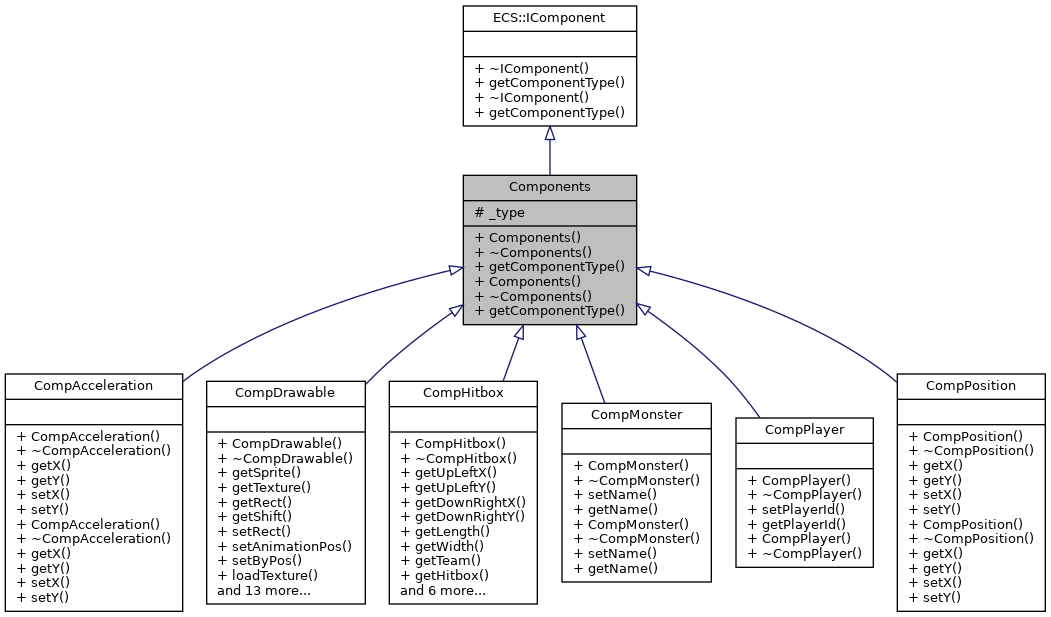 ECS::IComponent
+ ~IComponent()
+ getComponentType()
+ ~IComponent()
+ getComponentType()
Components
# _type
+ Components()
+ ~Components()
+ getComponentType()
+ Components()
+ ~Components()
+ getComponentType()
CompAcceleration
+ CompAcceleration()
+ ~CompAcceleration()
+ getX()
+ getY()
+ setX()
+ setY()
+ CompAcceleration()
+ ~CompAcceleration()
+ getX()
+ getY()
+ setX()
+ setY()
CompDrawable
+ CompDrawable()
+ ~CompDrawable()
+ getSprite()
+ getTexture()
+ getRect()
+ getShift()
+ setRect()
+ setAnimationPos()
+ setByPos()
+ loadTexture()
and 13 more...
CompHitbox
+ CompHitbox()
+ ~CompHitbox()
+ getUpLeftX()
+ getUpLeftY()
+ getDownRightX()
+ getDownRightY()
+ getLength()
+ getWidth()
+ getTeam()
+ getHitbox()
and 6 more...
CompMonster
+ CompMonster()
+ ~CompMonster()
+ setName()
+ getName()
+ CompMonster()
+ ~CompMonster()
+ setName()
+ getName()
CompPlayer
+ CompPlayer()
+ ~CompPlayer()
+ setPlayerId()
+ getPlayerId()
+ CompPlayer()
+ ~CompPlayer()
CompPosition
+ CompPosition()
+ ~CompPosition()
+ getX()
+ getY()
+ setX()
+ setY()
+ CompPosition()
+ ~CompPosition()
+ getX()
+ getY()
+ setX()
+ setY()